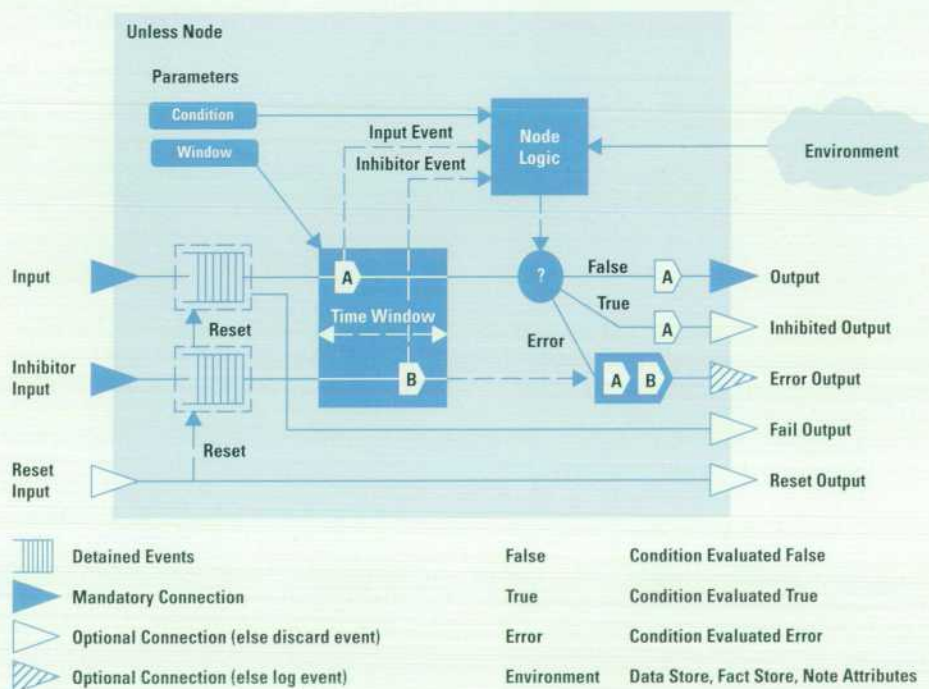 Unless Node
Parameters
Condition
Window
Input Event
Inhibitor Event
Node
Logic
Environment
Input
A
?
False
A
Output
True
Reset
Time Window
Error
A
Inhibited Output
Inhibitor
Input
B
A B
Error Output
Reset
Fail Output
Reset
Input
Reset Output
Detained Events
False Condition Evaluated False
Mandatory Connection
True Condition Evaluated True
Optional Connection (else discard event)
Error Condition Evaluated Error
Optional Connection (else log event)
Environment Data Store, Fact Store, Note Attributes